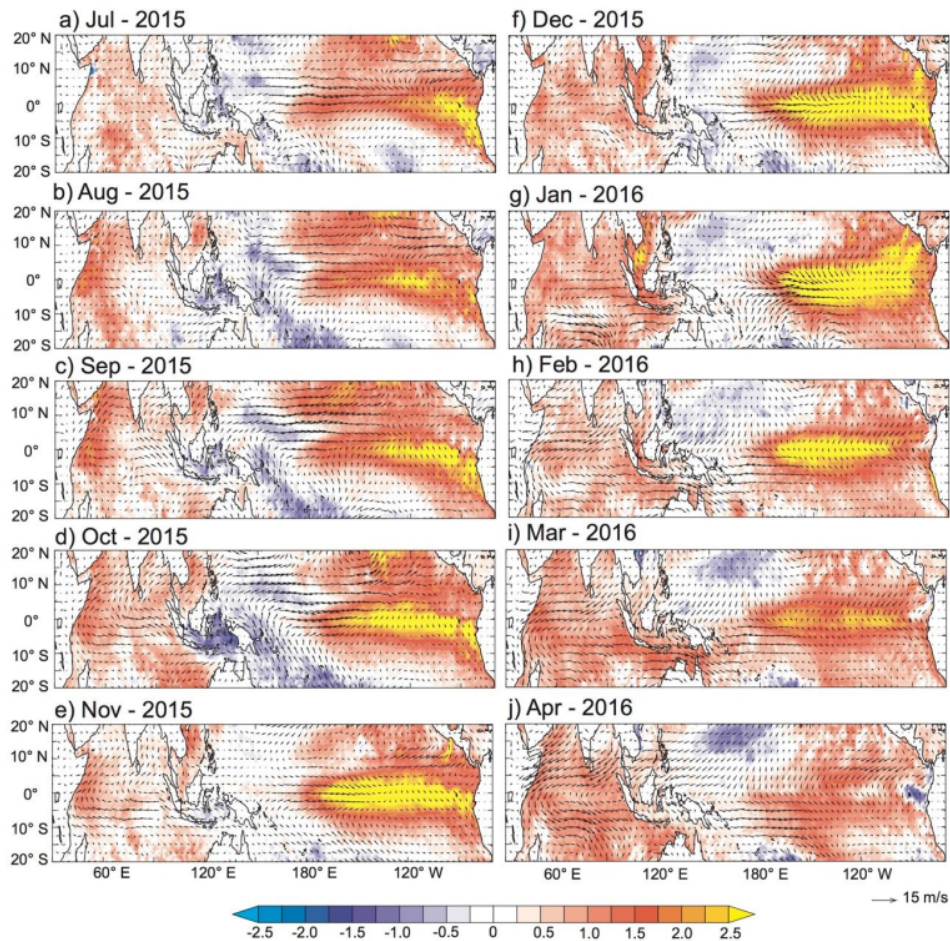 a) Jul - 2015
20° N
10° N
0°
10° S
20° S
b) Aug - 2015
20° N
10° N
0°
10° S
20° S
c) Sep - 2015
20° N
10° N
0°
10° S
20° S
d) Oct - 2015
20° N
10° N
0°
10° S
20° S
e) Nov - 2015
20° N
10° N
0°
10° S
20° S
60° E
120° E
180° E
120° W
f) Dec - 2015
g) Jan - 2016
h) Feb - 2016
i) Mar - 2016
j) Apr - 2016
60° E
120° E
180° E
120° W
15 m/s
-2.5 -2.0 -1.5 -1.0 -0.5 0 0.5 1.0 1.5 2.0 2.5